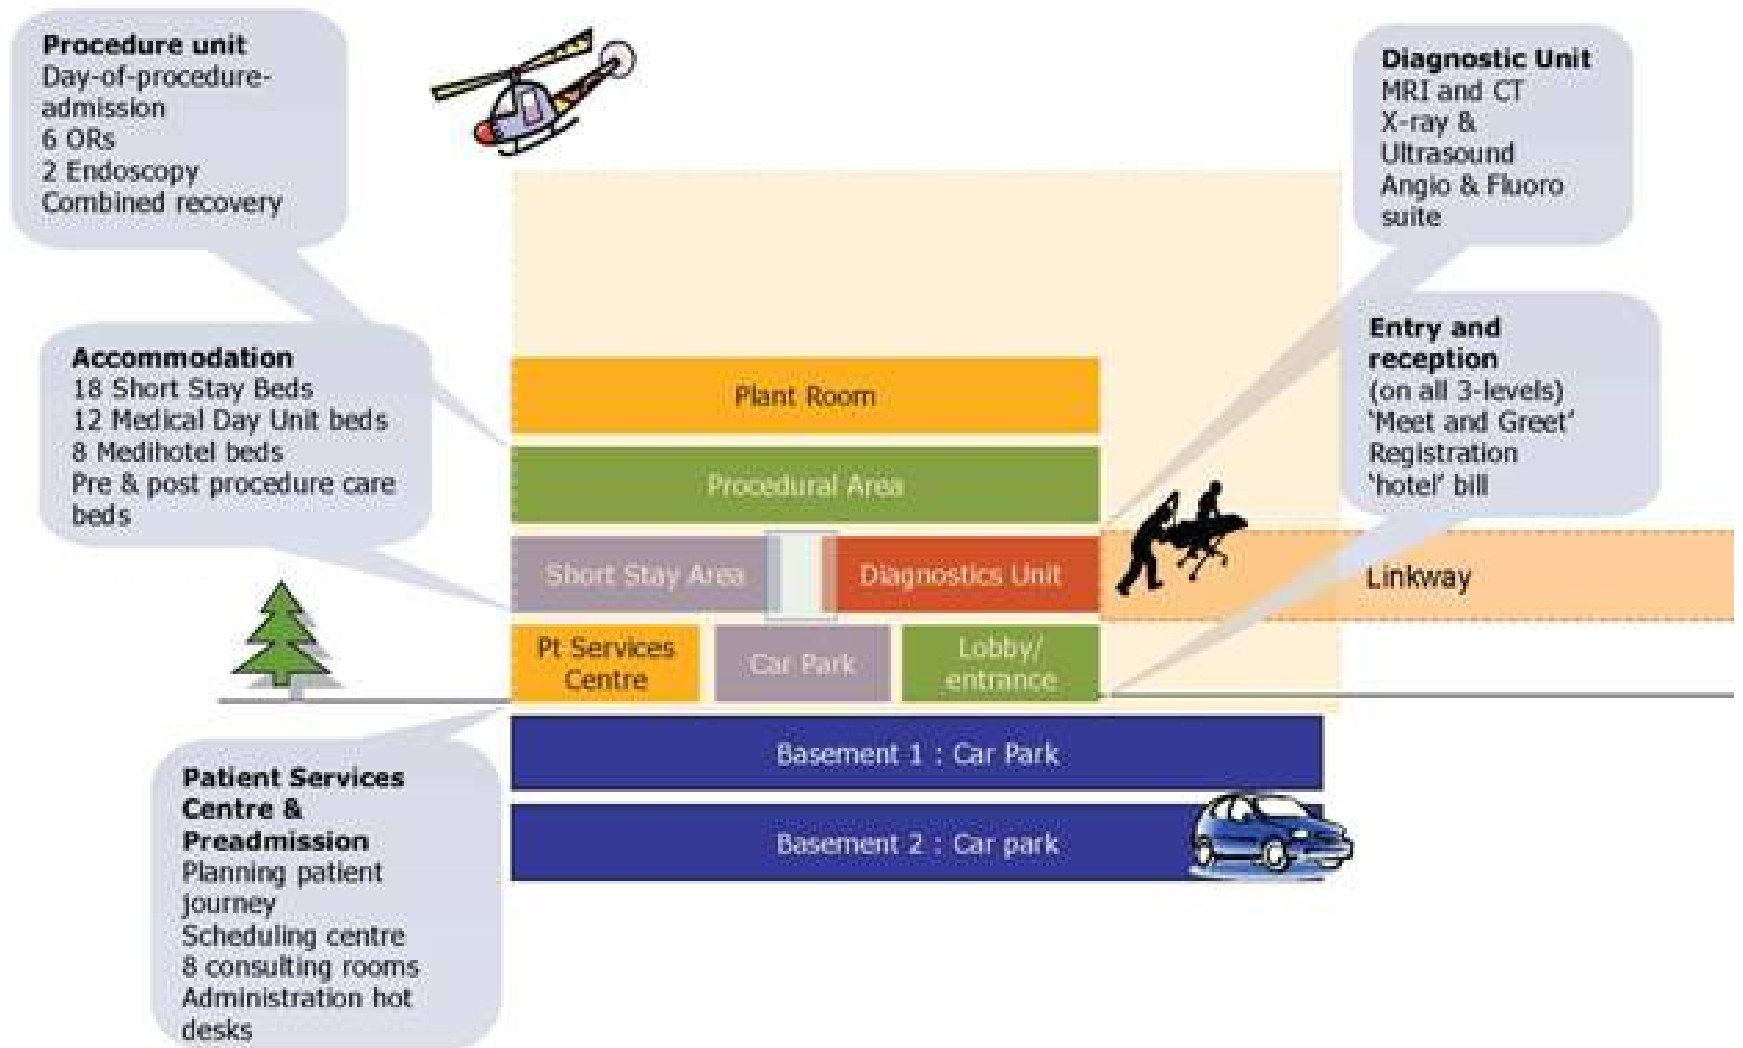 Procedure unit
Day-of-procedure-
admission
6 ORs
2 Endoscopy
Combined recovery
Diagnostic Unit
MRI and CT
X-ray &
Ultrasound
Angio & Fluoro
suite
Accommodation
18 Short Stay Beds
12 Medical Day Unit beds
8 Medihotel beds
Pre & post procedure care
beds
Entry and
reception
(on all 3-levels)
'Meet and Greet'
Registration
'hotel' bill
Plant Room
Procedural Area
Short Stay Area
Diagnostics Unit
Linkway
Pt Services
Centre
Car Park
Lobby/
entrance
Basement 1 : Car Park
Basement 2 : Car park
Patient Services
Centre &
Preadmission
Planning patient
journey
Scheduling centre
8 consulting rooms
Administration hot
desks